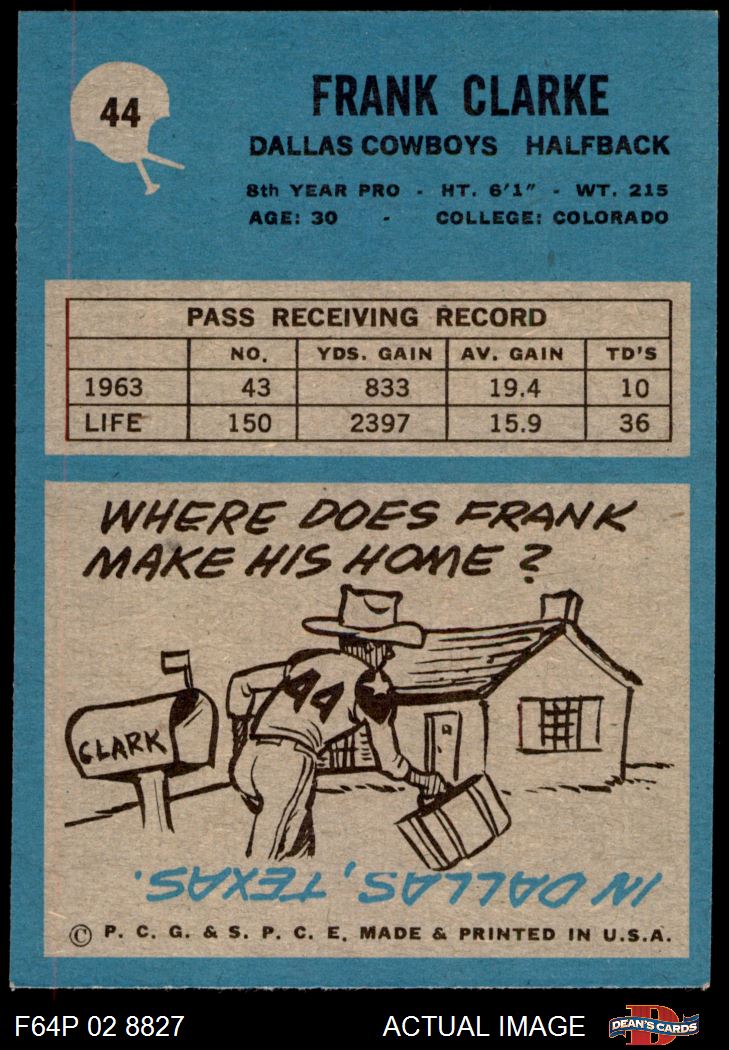 44
FRANK CLARKE
DALLAS COWBOYS HALFBACK
8th YEAR PRO - HT. 6'1" - WT. 215
AGE: 30 - COLLEGE: COLORADO
PASS RECEIVING RECORD
NO. YDS. GAIN AV. GAIN TD'S
1963 43 833 19.4 10
LIFE 150 2397 15.9 36
WHERE DOES FRANK
MAKE HIS HOME?
44
CLARK
IN DALLAS, TEXAS.
© P. C. G. & S. P. C. E. MADE & PRINTED IN U.S.A.
F64P 02 8827 ACTUAL IMAGE D DEAN'S CARDS